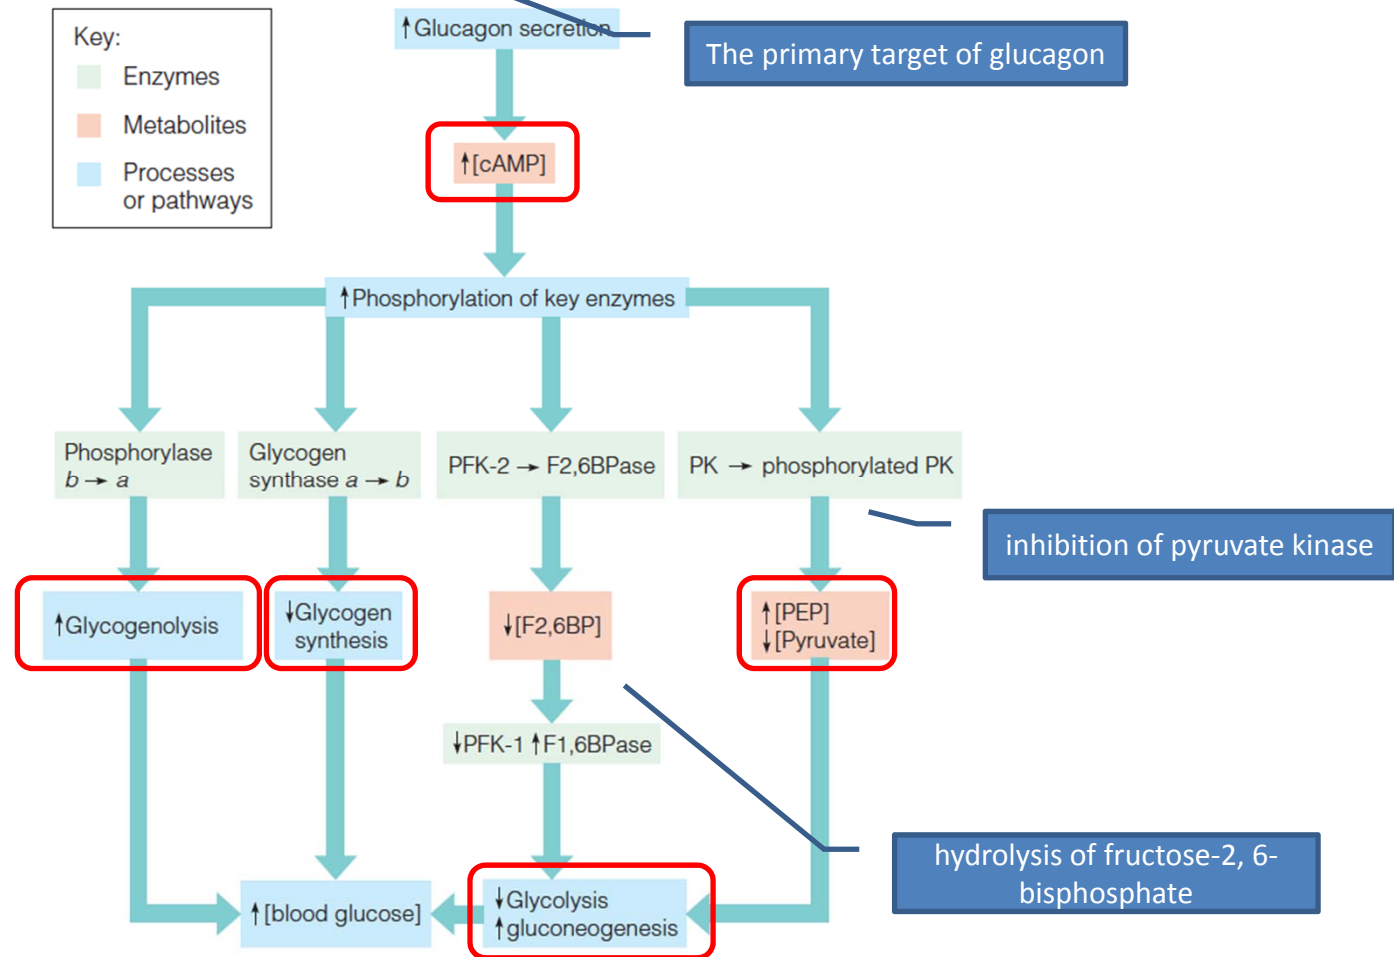 Key:
Enzymes
Metabolites
Processes
or pathways
↑Glucagon secretion
The primary target of glucagon
↑[cAMP]
↑Phosphorylation of key enzymes
Phosphorylase
b → a
Glycogen
synthase a → b
PFK-2 → F2,6BPase
PK → phosphorylated PK
inhibition of pyruvate kinase
↑Glycogenolysis
↓Glycogen
synthesis
↓[F2,6BP]
↑[PEP]
↓[Pyruvate]
↓PFK-1 ↑F1,6BPase
hydrolysis of fructose-2, 6-
bisphosphate
↑[blood glucose]
↓Glycolysis
↑gluconeogenesis